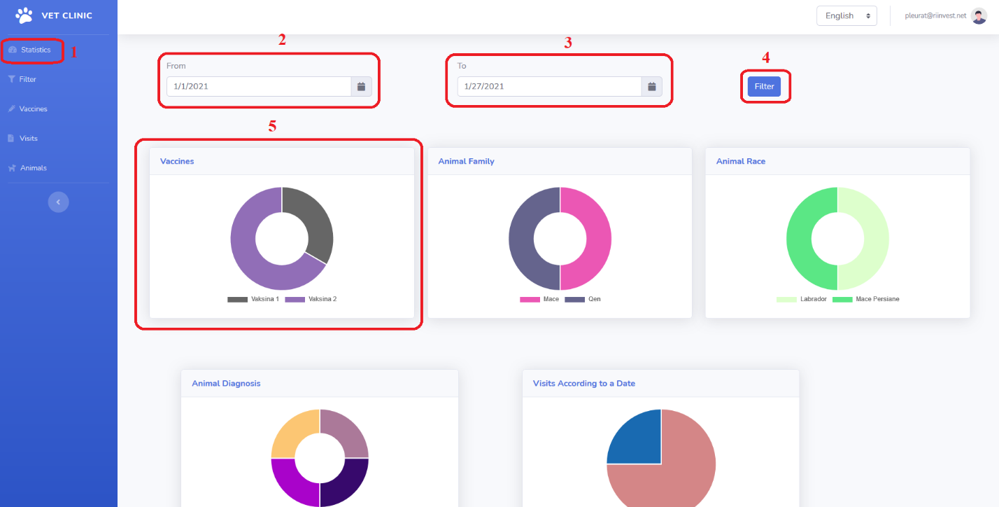 VET CLINIC
English
pleurat@riinvest.net
Statistics
1
Filter
Vaccines
Visits
Animals
2
From
1/1/2021
3
To
1/27/2021
4
Filter
5
Vaccines
Vaksina 1 Vaksina 2
Animal Family
Mace Qen
Animal Race
Labrador Mace Persiane
Animal Diagnosis
Visits According to a Date